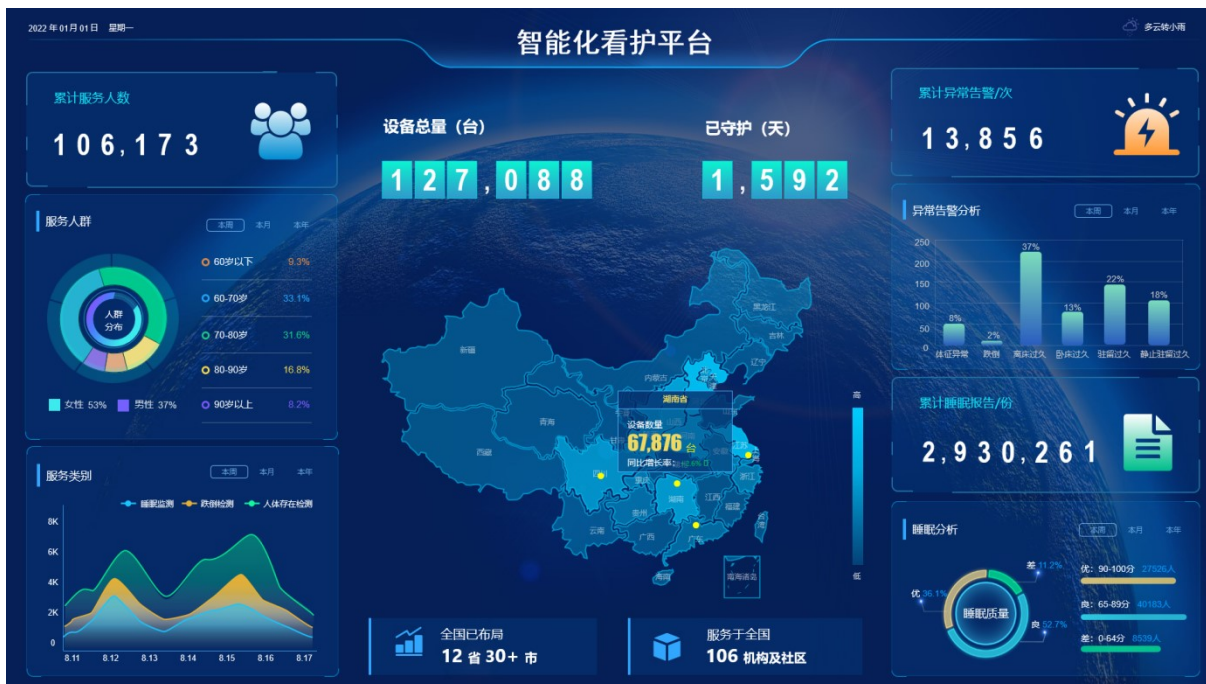 2022 年 01月 01日 星期一
智能化看护平台
多云转小雨
累计服务人数
106,173
服务人群
本周 本月 本年
人群
分布
60岁以下 9.3%
60-70岁 33.1%
70-80岁 31.6%
80-90岁 16.8%
90岁以上 8.2%
女性 53% 男性 37%
服务类别
本周 本月 本年
睡眠监测 跌倒检测 人体存在检测
8K
6K
4K
2K
0
8.11 8.12 8.13 8.14 8.15 8.16 8.17
设备总量（台）
127,088
已守护（天）
1,592
黑龙江
吉林
辽宁
新疆
内蒙古
青海
西藏
四川
重庆
湖南
江西
安徽
江苏
浙江
福建
贵州
云南
广西
广东
台湾
海南
南海诸岛
湖南省
设备数量
67,876 台
同比增长率:
高
低
全国已布局
12 省 30+ 市
服务于全国
106 机构及社区
累计异常告警/次
13,856
异常告警分析
本周 本月 本年
250
200
150
100
50
0
8% 2% 37% 13% 22% 18%
体征异常 跌倒 离床过久 卧床过久 驻留过久 静止驻留过久
累计睡眠报告/份
2,930,261
睡眠分析
本周 本月 本年
睡眠质量
差 11.2%
优 36.1%
良 52.7%
优: 90-100分 27526人
良: 65-89分 40183人
差: 0-64分 8539人